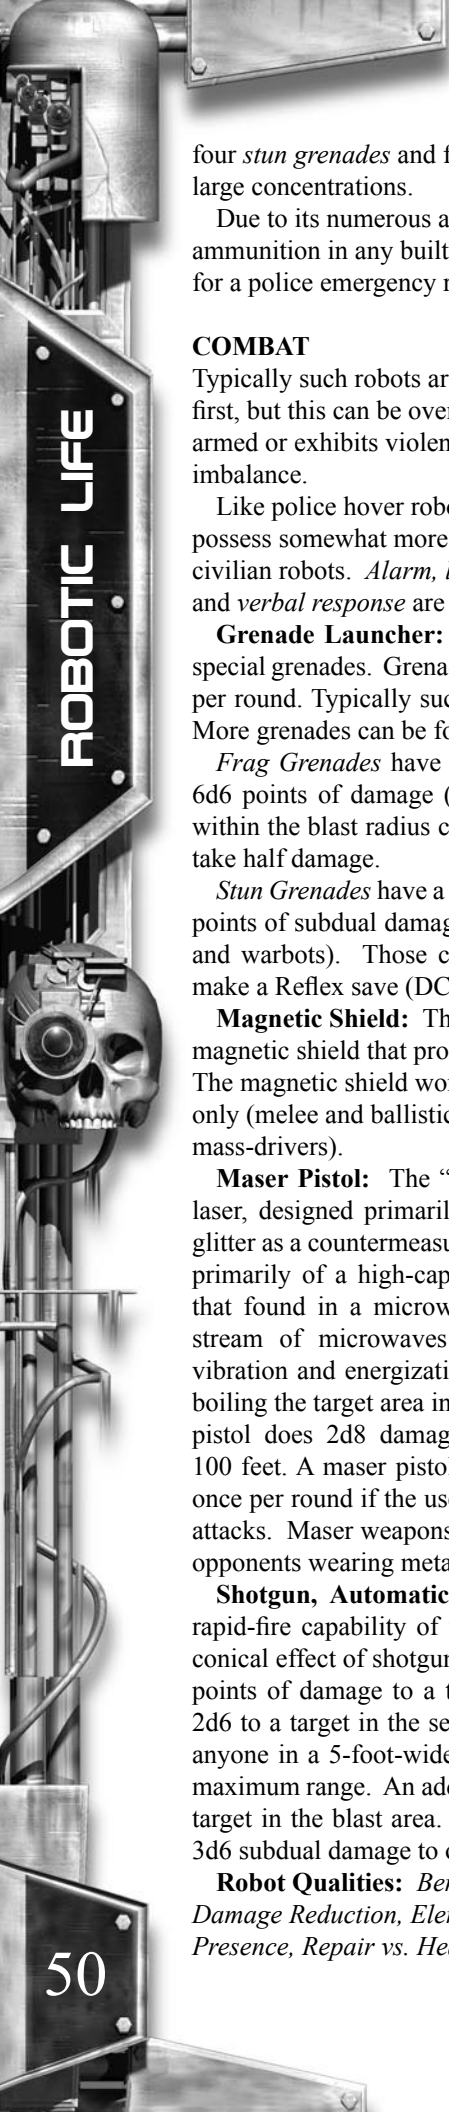 four stun grenades and f
large concentrations.
Due to its numerous a
ammunition in any built
for a police emergency r
COMBAT
Typically such robots ar
first, but this can be over
armed or exhibits violen
imbalance.
Like police hover robo
possess somewhat more
civilian robots. Alarm, l
and verbal response are
Grenade Launcher:
special grenades. Grena
per round. Typically suc
More grenades can be fo
Frag Grenades have
6d6 points of damage (
within the blast radius c
take half damage.
Stun Grenades have a
points of subdual damag
and warbots). Those c
make a Reflex save (DC
Magnetic Shield: Th
magnetic shield that pro
The magnetic shield wor
only (melee and ballistic
mass-drivers).
Maser Pistol: The “
laser, designed primaril
glitter as a countermeasu
primarily of a high-cap
that found in a microw
stream of microwaves
vibration and energizati
boiling the target area in
pistol does 2d8 damag
100 feet. A maser pistol
once per round if the use
attacks. Maser weapons
opponents wearing meta
Shotgun, Automatic
rapid-fire capability of
conical effect of shotgun
points of damage to a t
2d6 to a target in the se
anyone in a 5-foot-wide
maximum range. An add
target in the blast area.
3d6 subdual damage to o
Robot Qualities: Ber
Damage Reduction, Eler
Presence, Repair vs. Hea
ROBOTIC LIFE
50